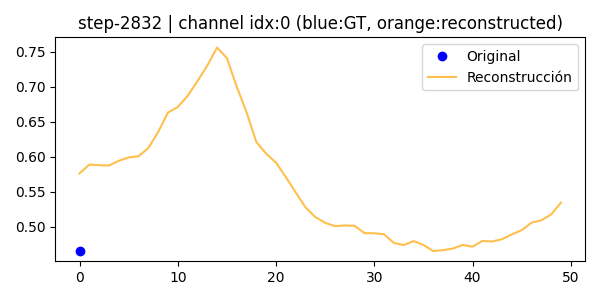 step-2832 | channel idx:0 (blue:GT, orange:reconstructed)
Original
Reconstrucción
0.75
0.70
0.65
0.60
0.55
0.50
0 10 20 30 40 50